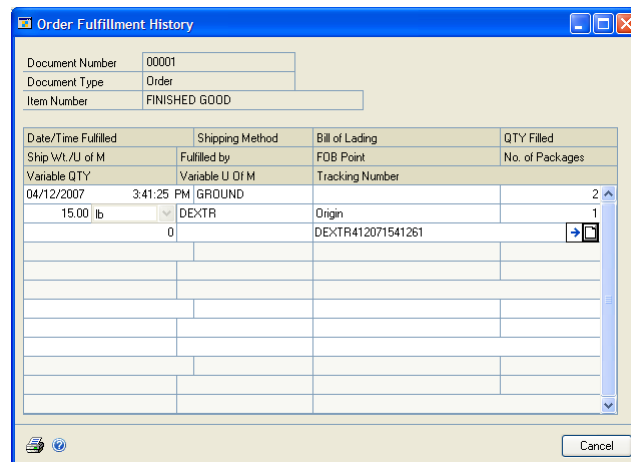 Order Fulfillment History
Document Number 00001
Document Type Order
Item Number FINISHED GOOD
Date/Time Fulfilled Shipping Method Bill of Lading QTY Filled
Ship Wt./U of M Fulfilled by FOB Point No. of Packages
Variable QTY Variable U Of M Tracking Number
04/12/2007 3:41:25 PM GROUND 2
15.00 lb DEXTR Origin 1
0 DEXTR412071541261
Cancel